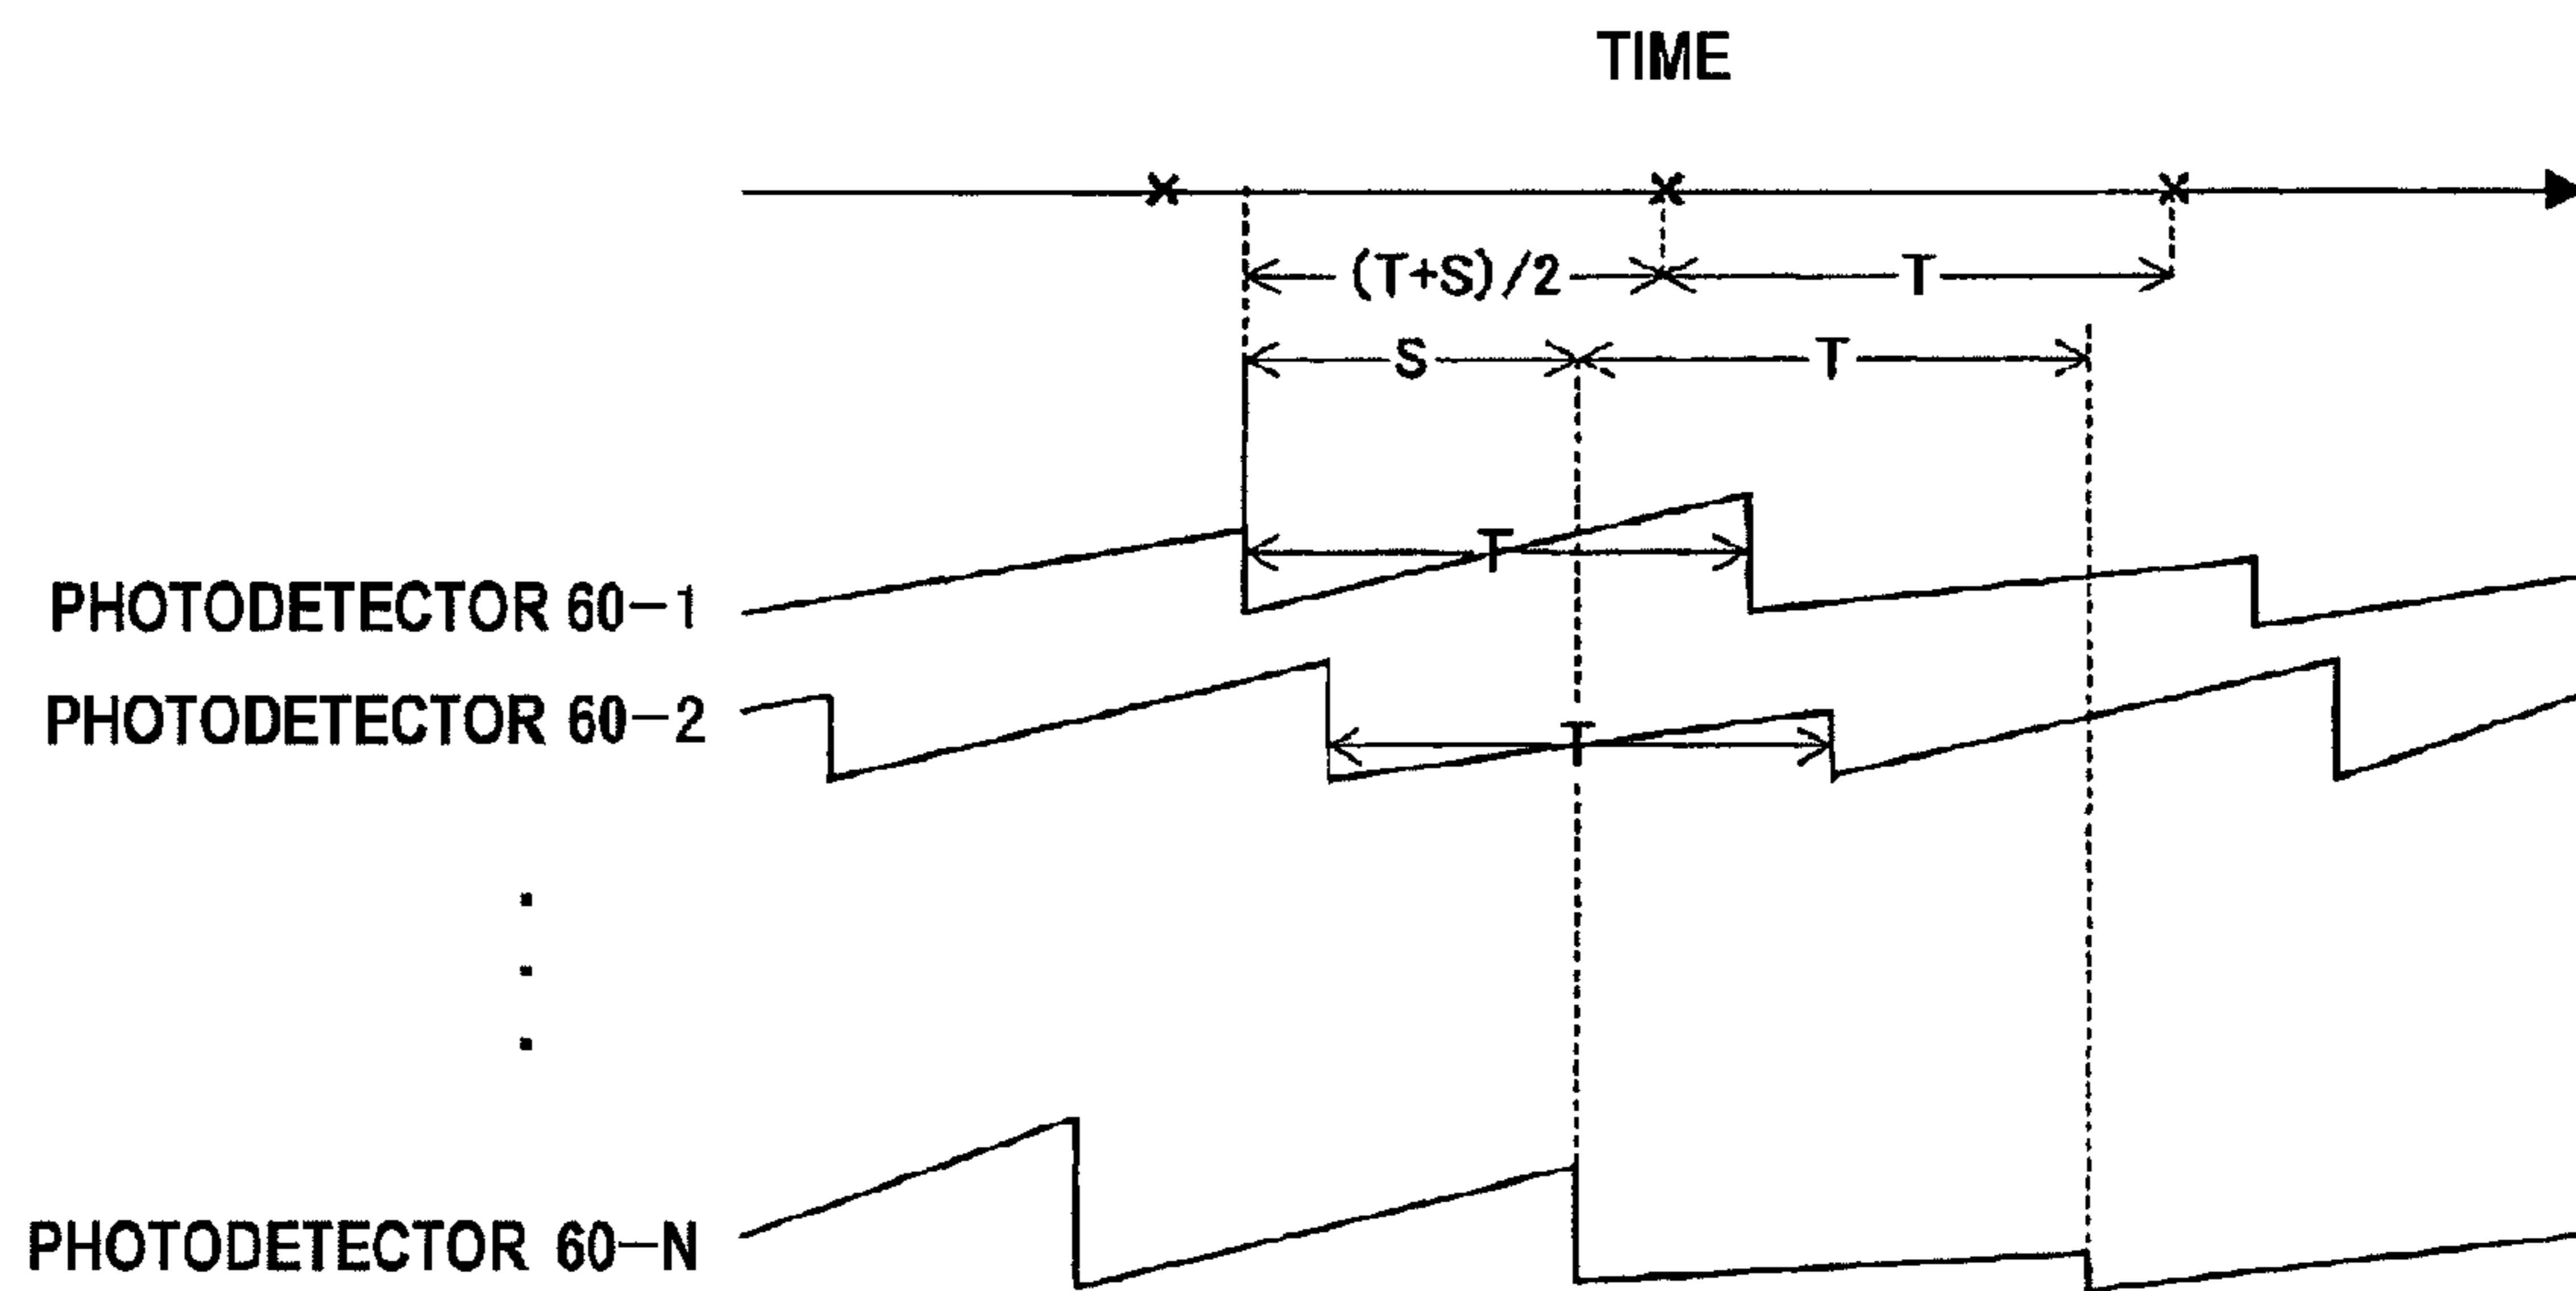 TIME
(T+S)/2 T
S T
T
PHOTODETECTOR 60-1
PHOTODETECTOR 60-2
T
PHOTODETECTOR 60-N